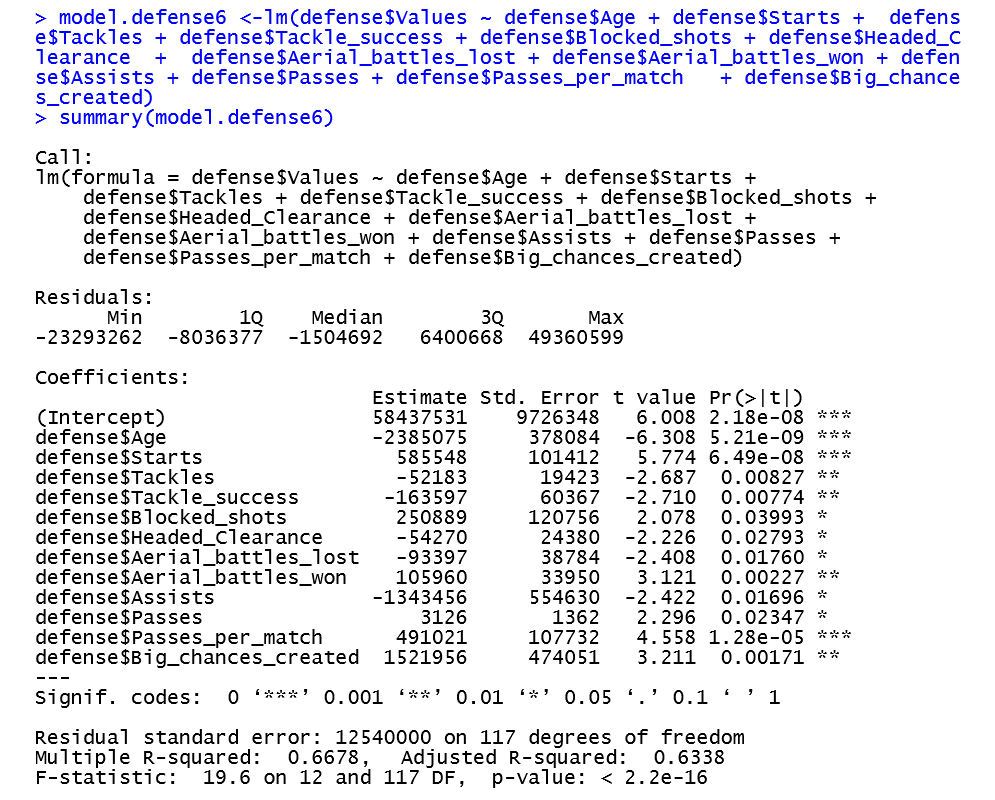 > model.defense6 <-lm(defense$Values ~ defense$Age + defense$Starts +  defens
e$Tackles + defense$Tackle_success + defense$Blocked_shots + defense$Headed_C
learance  +  defense$Aerial_battles_lost + defense$Aerial_battles_won + defen
se$Assists + defense$Passes + defense$Passes_per_match   + defense$Big_chance
s_created)
> summary(model.defense6)

Call:
lm(formula = defense$Values ~ defense$Age + defense$Starts +
    defense$Tackles + defense$Tackle_success + defense$Blocked_shots +
    defense$Headed_Clearance + defense$Aerial_battles_lost +
    defense$Aerial_battles_won + defense$Assists + defense$Passes +
    defense$Passes_per_match + defense$Big_chances_created)

Residuals:
      Min        1Q    Median        3Q       Max
-23293262  -8036377  -1504692   6400668  49360599

Coefficients:
                            Estimate Std. Error t value Pr(>|t|)
(Intercept)                 58437531    9726348   6.008 2.18e-08 ***
defense$Age                 -2385075     378084  -6.308 5.21e-09 ***
defense$Starts                585548     101412   5.774 6.49e-08 ***
defense$Tackles               -52183      19423  -2.687  0.00827 **
defense$Tackle_success       -163597      60367  -2.710  0.00774 **
defense$Blocked_shots         250889     120756   2.078  0.03993 *
defense$Headed_Clearance      -54270      24380  -2.226  0.02793 *
defense$Aerial_battles_lost   -93397      38784  -2.408  0.01760 *
defense$Aerial_battles_won    105960      33950   3.121  0.00227 **
defense$Assists             -1343456     554630  -2.422  0.01696 *
defense$Passes                  3126       1362   2.296  0.02347 *
defense$Passes_per_match      491021     107732   4.558 1.28e-05 ***
defense$Big_chances_created  1521956     474051   3.211  0.00171 **
---
Signif. codes:  0 ‘***’ 0.001 ‘**’ 0.01 ‘*’ 0.05 ‘.’ 0.1 ‘ ’ 1

Residual standard error: 12540000 on 117 degrees of freedom
Multiple R-squared:  0.6678,   Adjusted R-squared:  0.6338
F-statistic:  19.6 on 12 and 117 DF,  p-value: < 2.2e-16